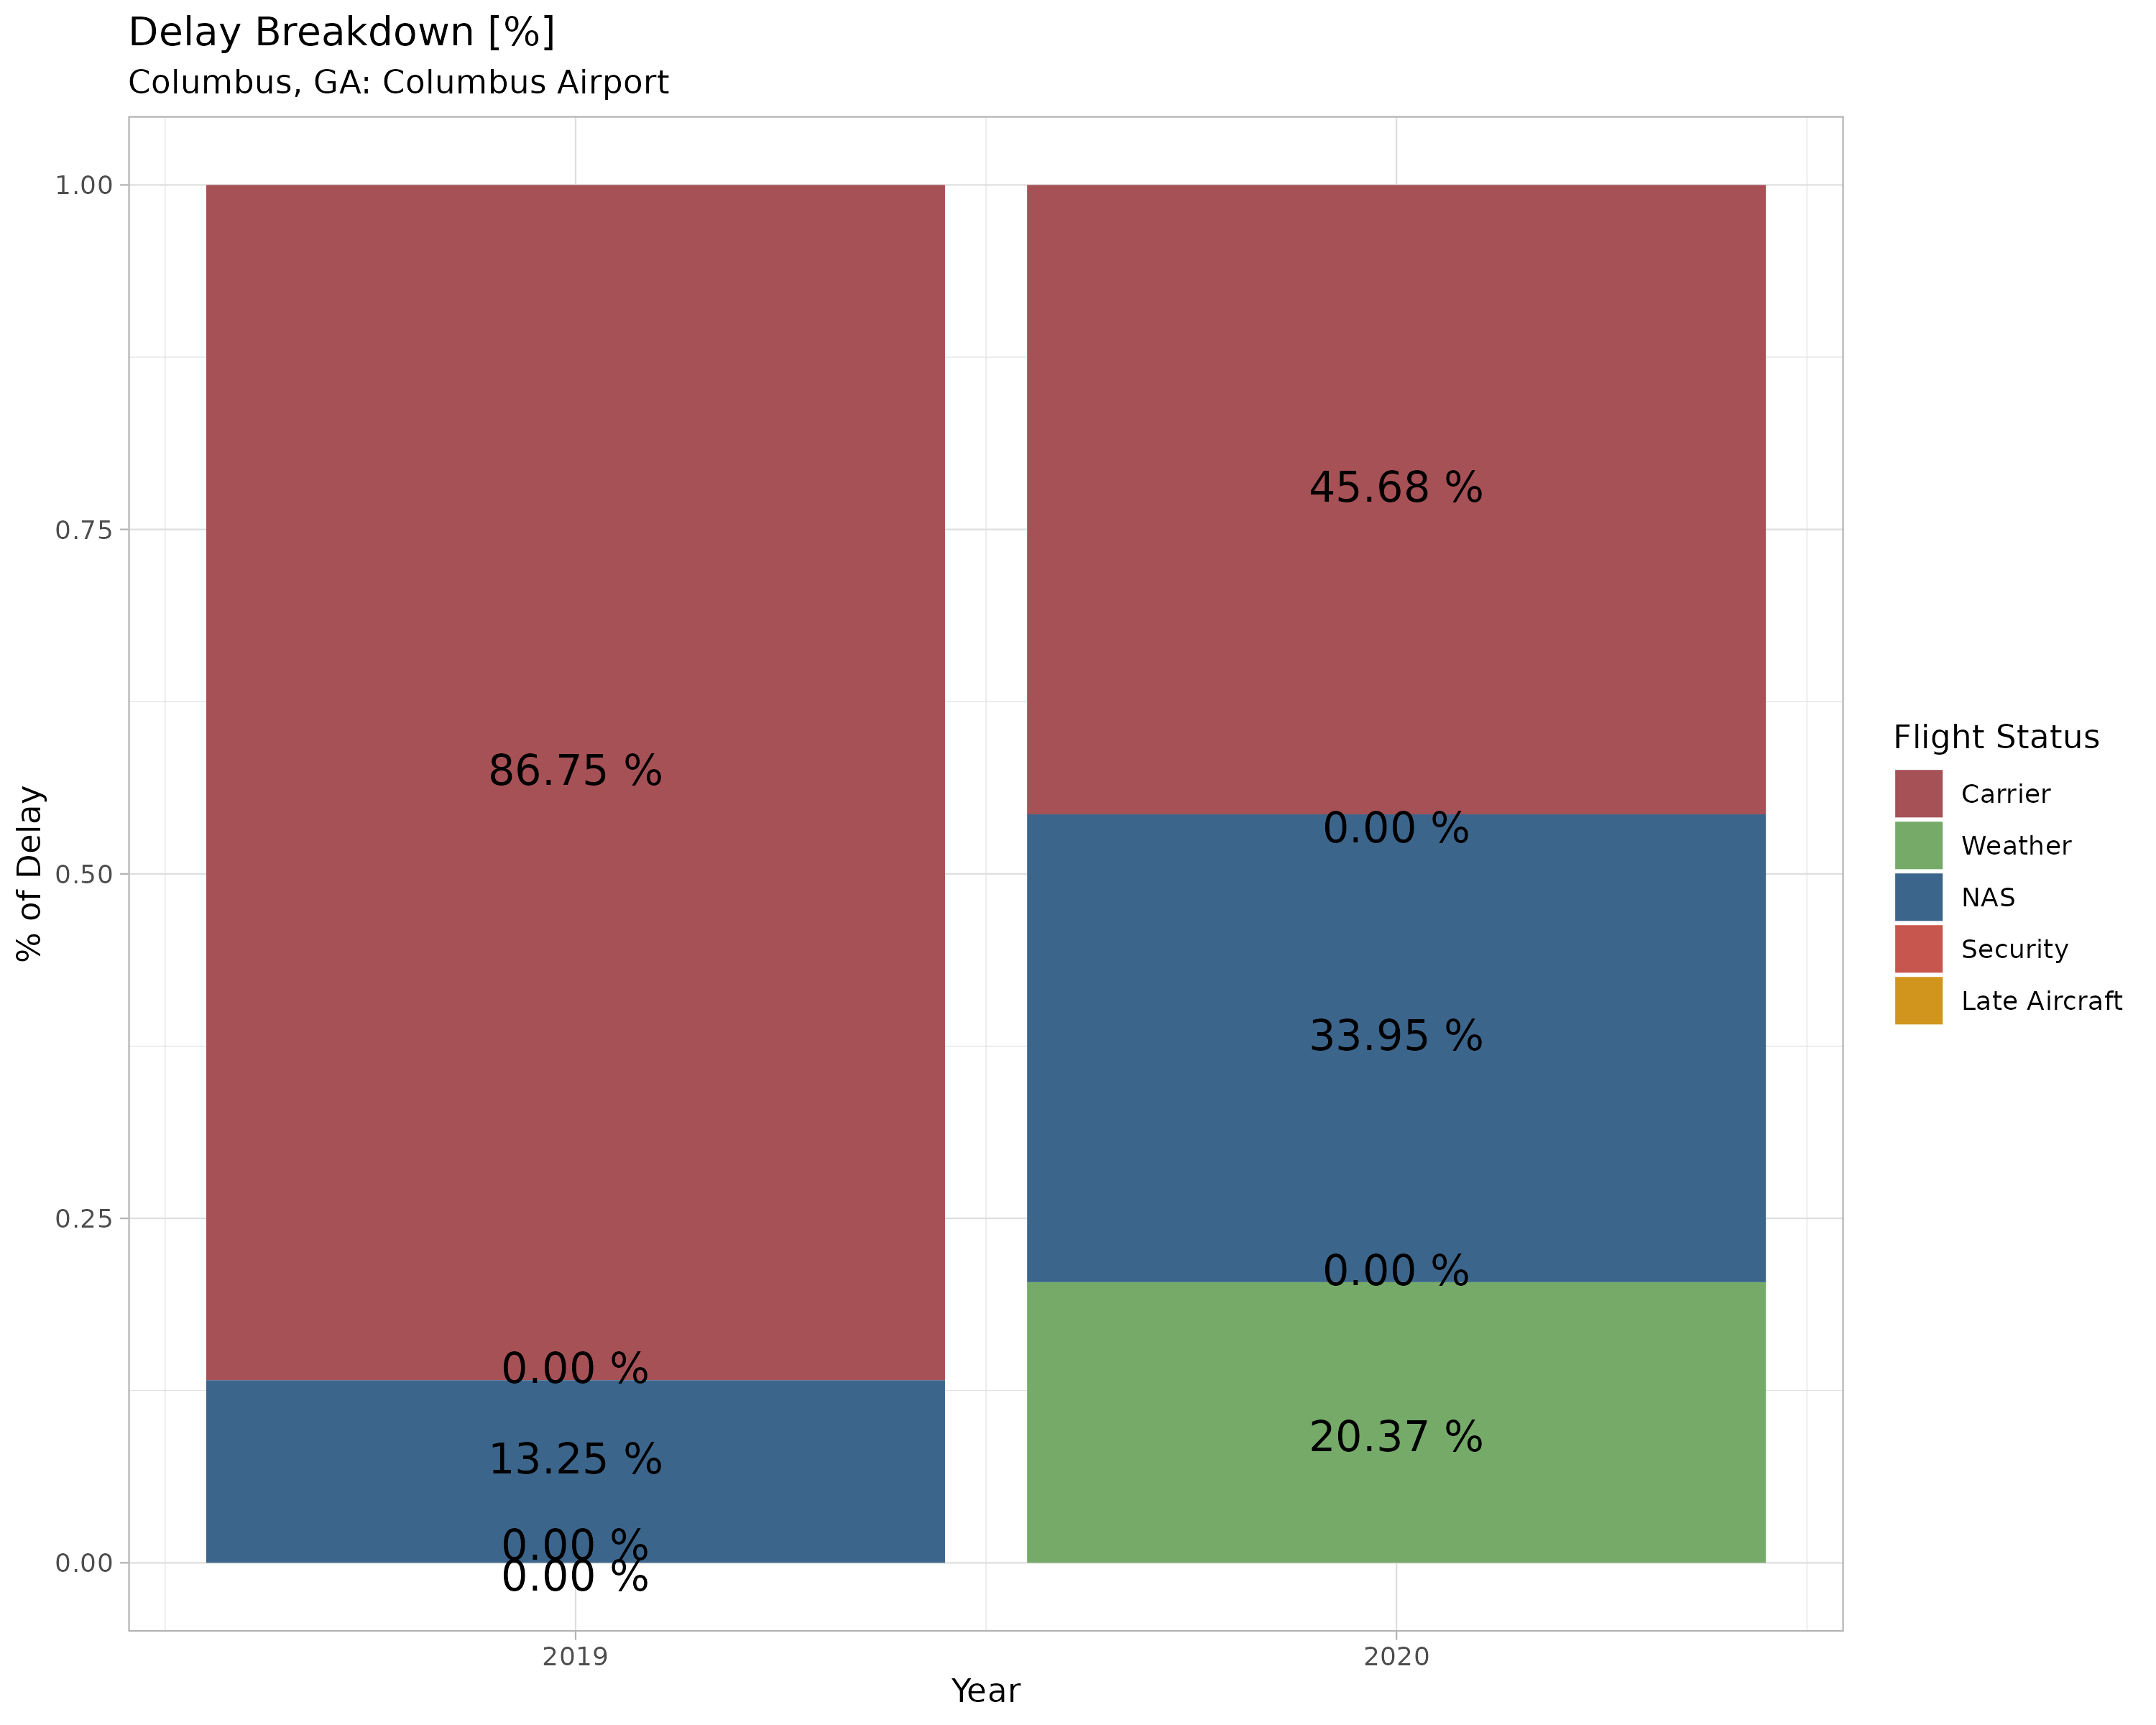 Delay Breakdown [%]
Columbus, GA: Columbus Airport
% of Delay
1.00
0.75
0.50
0.25
0.00
86.75 %
0.00 %
13.25 %
0.00 %
0.00 %
45.68 %
0.00 %
33.95 %
0.00 %
20.37 %
2019
2020
Year
Flight Status
Carrier
Weather
NAS
Security
Late Aircraft